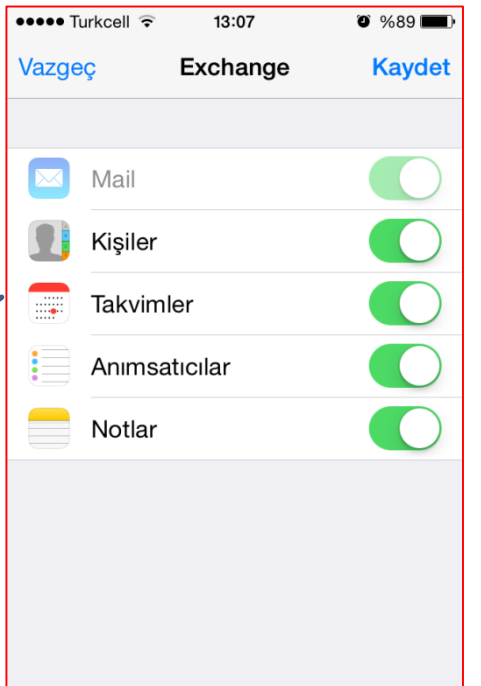 Turkcell 13:07 %89
Vazgeç Exchange Kaydet
Mail
Kişiler
Takvimler
Anımsatıcılar
Notlar